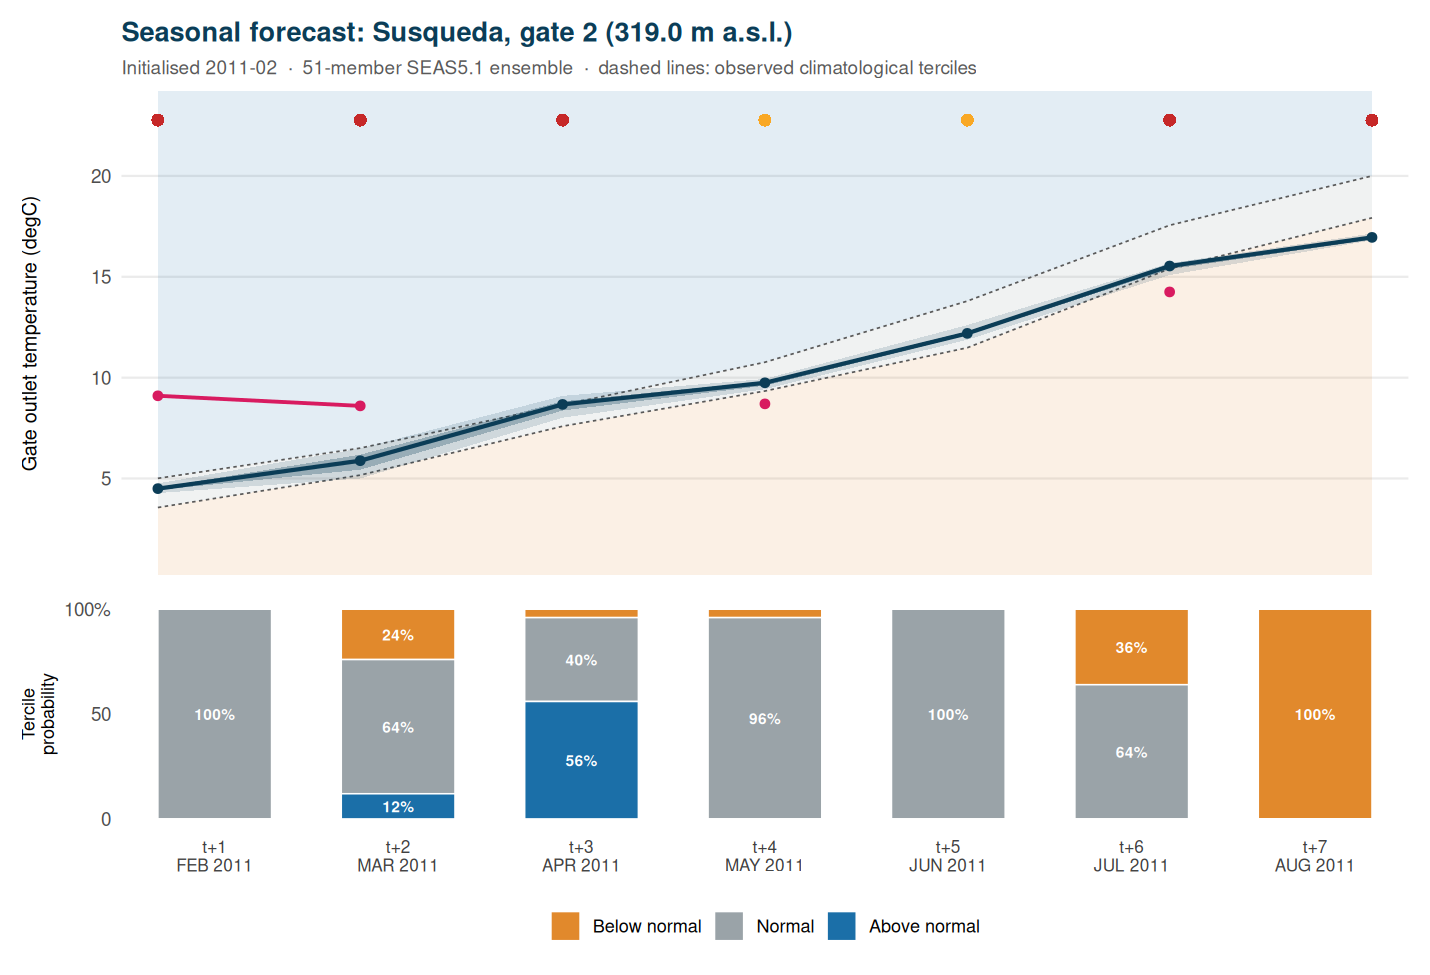 Seasonal forecast: Susqueda, gate 2 (319.0 m a.s.l.)
Initialised 2011-02 · 51-member SEAS5.1 ensemble · dashed lines: observed climatological terciles
Gate outlet temperature (degC)
20
15
10
5
Tercile
probability
100%
50
0
100%
24%
64%
12%
40%
56%
96%
100%
36%
64%
100%
t+1
FEB 2011
t+2
MAR 2011
t+3
APR 2011
t+4
MAY 2011
t+5
JUN 2011
t+6
JUL 2011
t+7
AUG 2011
Below normal
Normal
Above normal